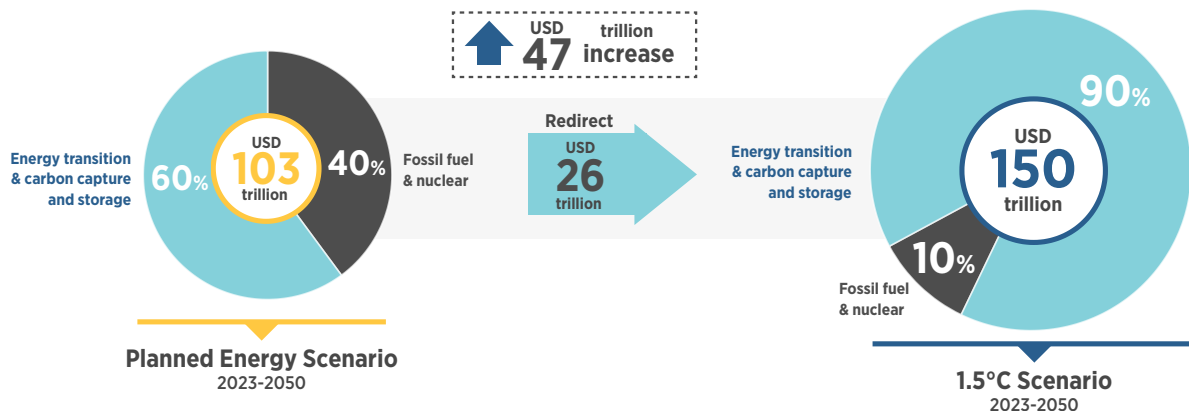 USD
47
trillion
increase
Energy transition
& carbon capture
and storage
60%
USD
103
trillion
40%
Fossil fuel
& nuclear
Redirect
USD
26
trillion
Energy transition
& carbon capture
and storage
90%
USD
150
trillion
10%
Fossil fuel
& nuclear
Planned Energy Scenario
2023-2050
1.5°C Scenario
2023-2050